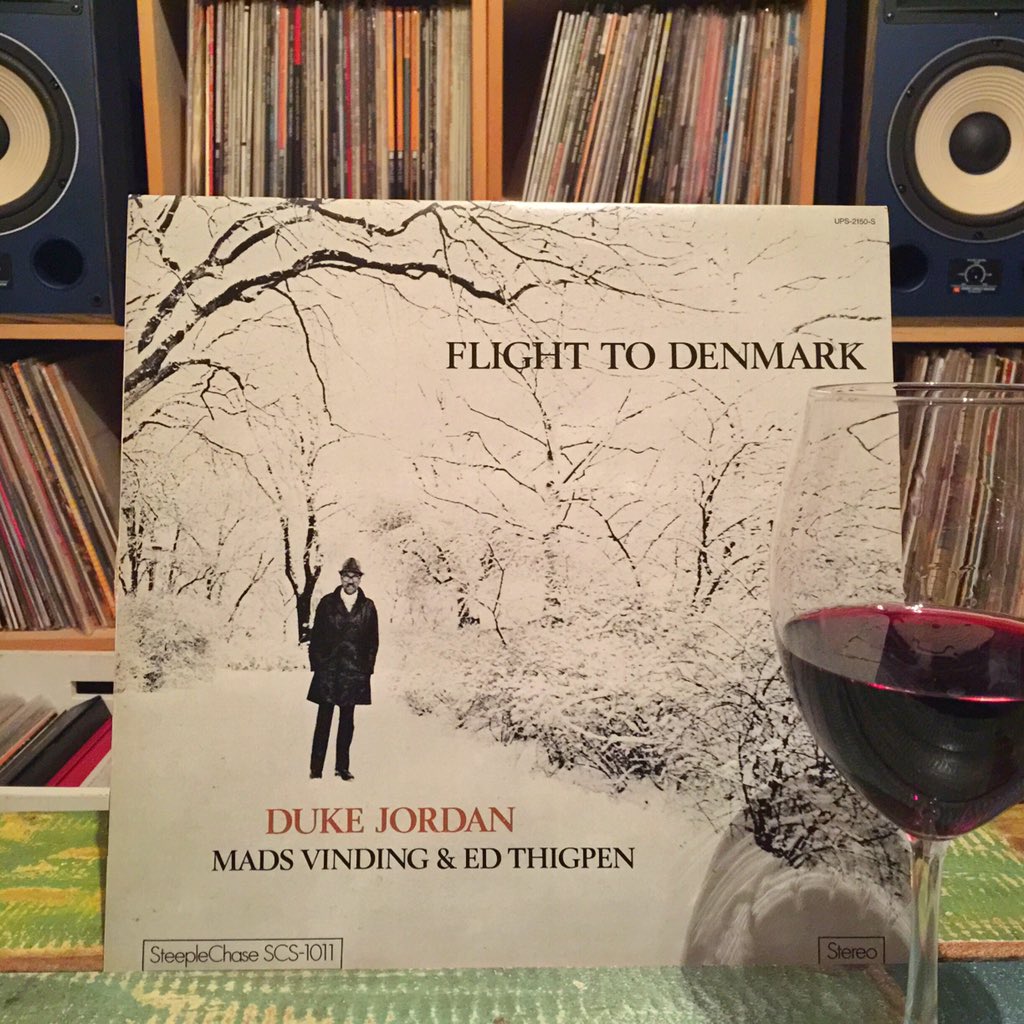 UPS-2150-S
FLIGHT TO DENMARK
DUKE JORDAN
MADS VINDING & ED THIGPEN
SteepleChase SCS-1011
Stereo